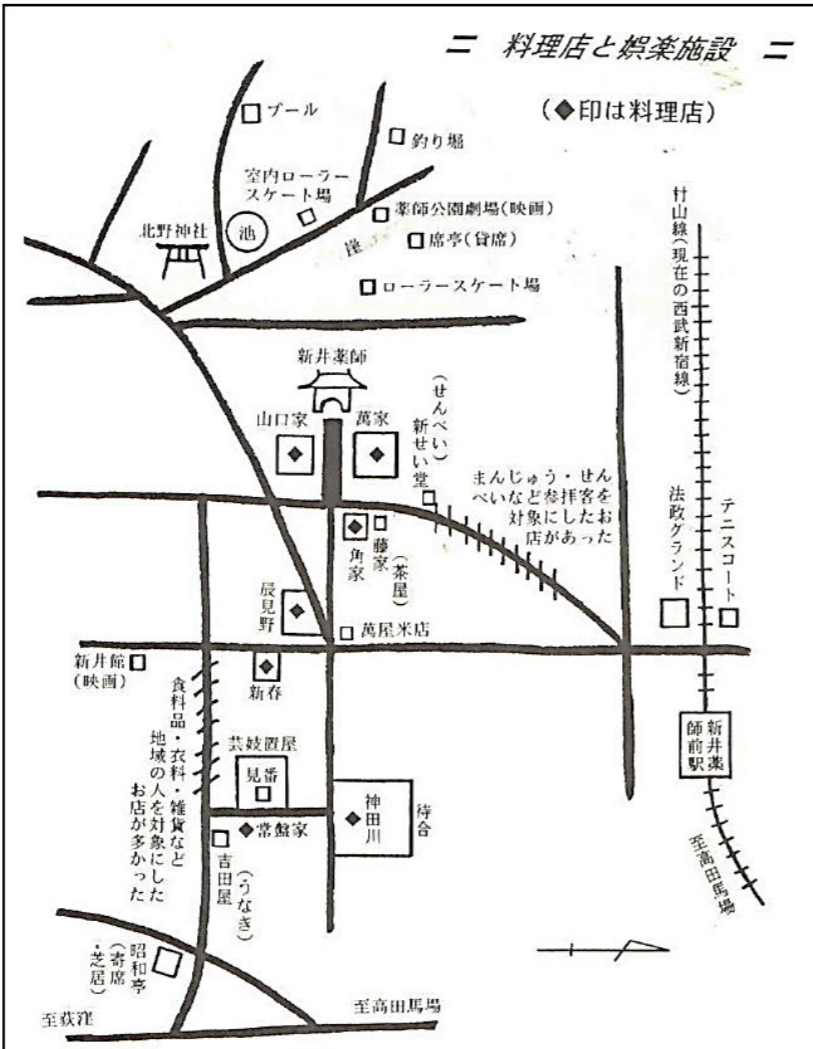 ＝ 料理店と娯楽施設 ＝
(◆印は料理店)
プール
釣り堀
室内ローラー
スケート場
薬師公園劇場(映画)
北野神社
池
崖
席亭(貸席)
ローラースケート場
村山線(現在の西武新宿線)
新井薬師
山口家
萬家
(せんべい)
新せい堂
まんじゅう・せん
べいなど参拝客を
対象にしたお
店があった
法政グランド
テニスコート
角家
藤家
(茶屋)
辰見野
萬屋米店
新井館
(映画)
新春
食料品・衣料・雑貨など
地域の人を対象にした
お店が多かった
芸妓置屋
見番
神田川
待合
常盤家
吉田屋
(うなぎ)
新井薬
師前駅
至高田馬場
昭和亭
(寄席
・芝居)
至荻窪
至高田馬場